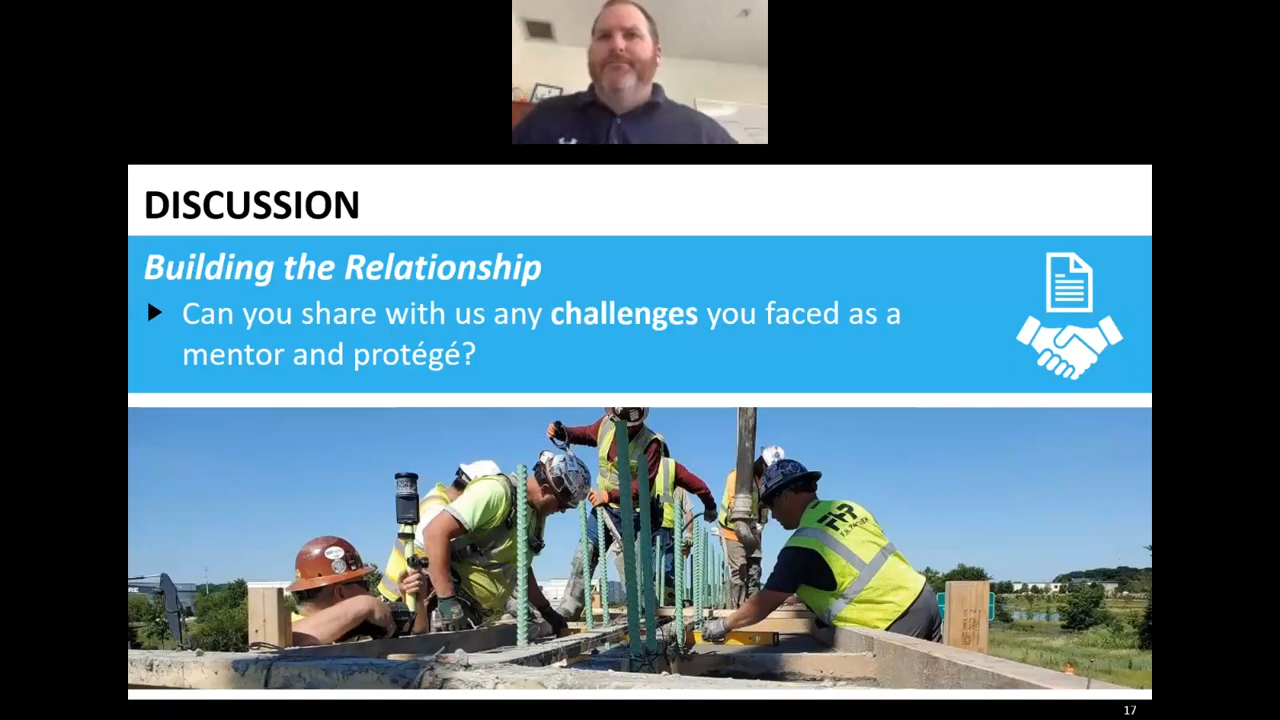 DISCUSSION
Building the Relationship
Can you share with us any challenges you faced as a
mentor and protégé?
FHP
F.H. PASCHEN
17